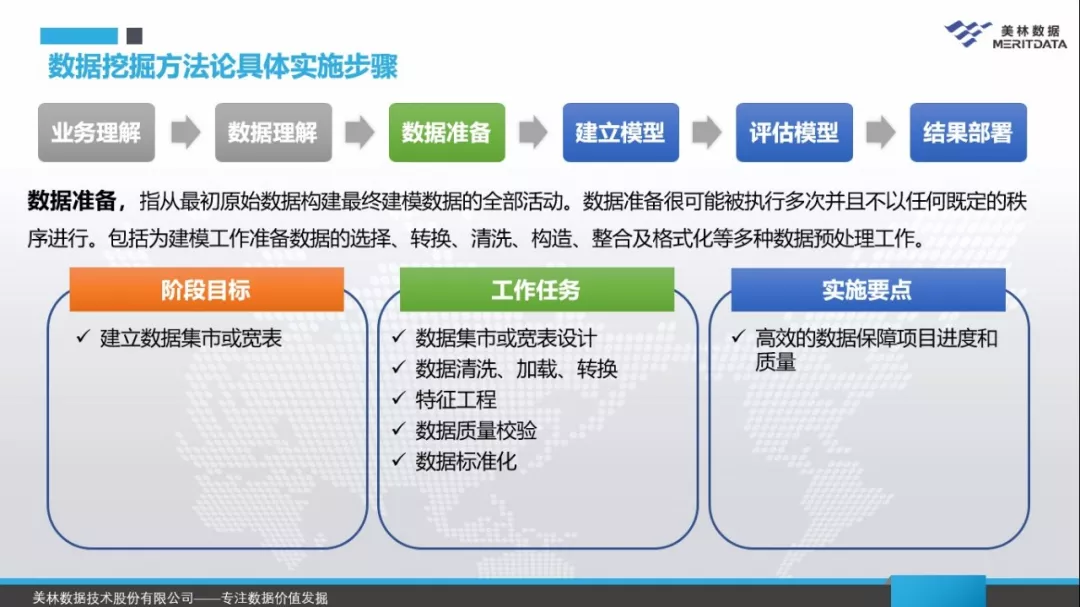 美林数据
MERITDATA
数据挖掘方法论具体实施步骤
业务理解
数据理解
数据准备
建立模型
评估模型
结果部署
数据准备，指从最初原始数据构建最终建模数据的全部活动。数据准备很可能被执行多次并且不以任何既定的秩
序进行。包括为建模工作准备数据的选择、转换、清洗、构造、整合及格式化等多种数据预处理工作。
阶段目标
✓ 建立数据集市或宽表
工作任务
✓ 数据集市或宽表设计
✓ 数据清洗、加载、转换
✓ 特征工程
✓ 数据质量校验
✓ 数据标准化
实施要点
✓ 高效的数据保障项目进度和
质量
美林数据技术股份有限公司——专注数据价值发掘